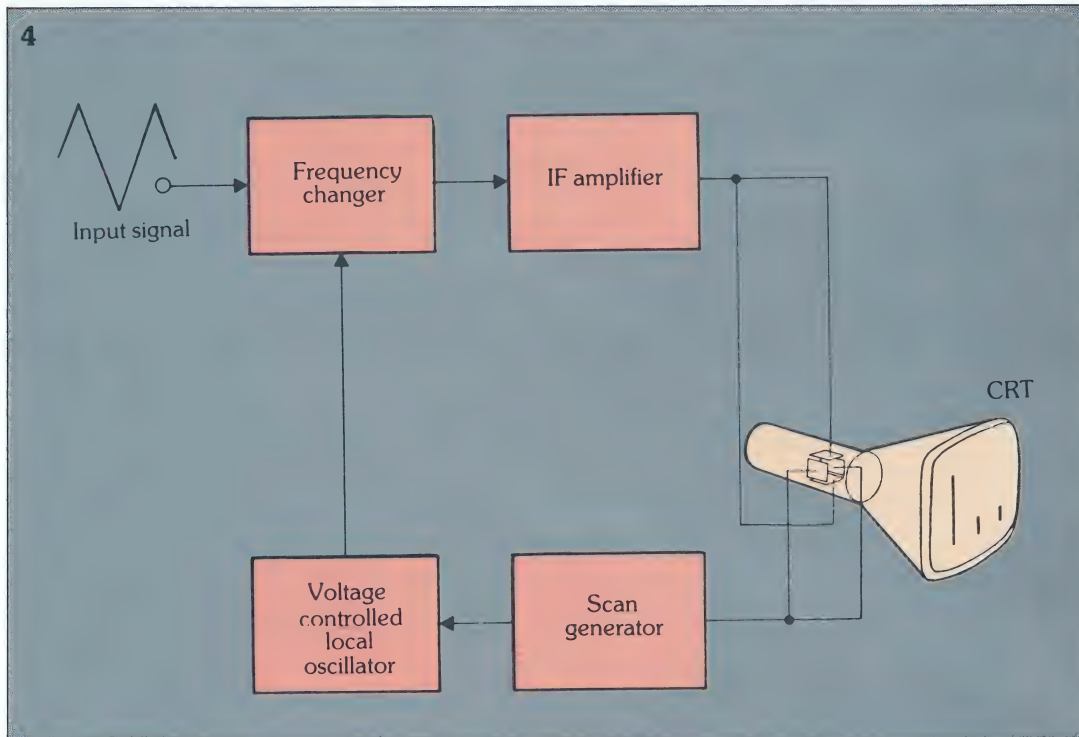 4
Frequency
changer
IF amplifier
Input signal
CRT
Voltage
controlled
local
oscillator
Scan
generator